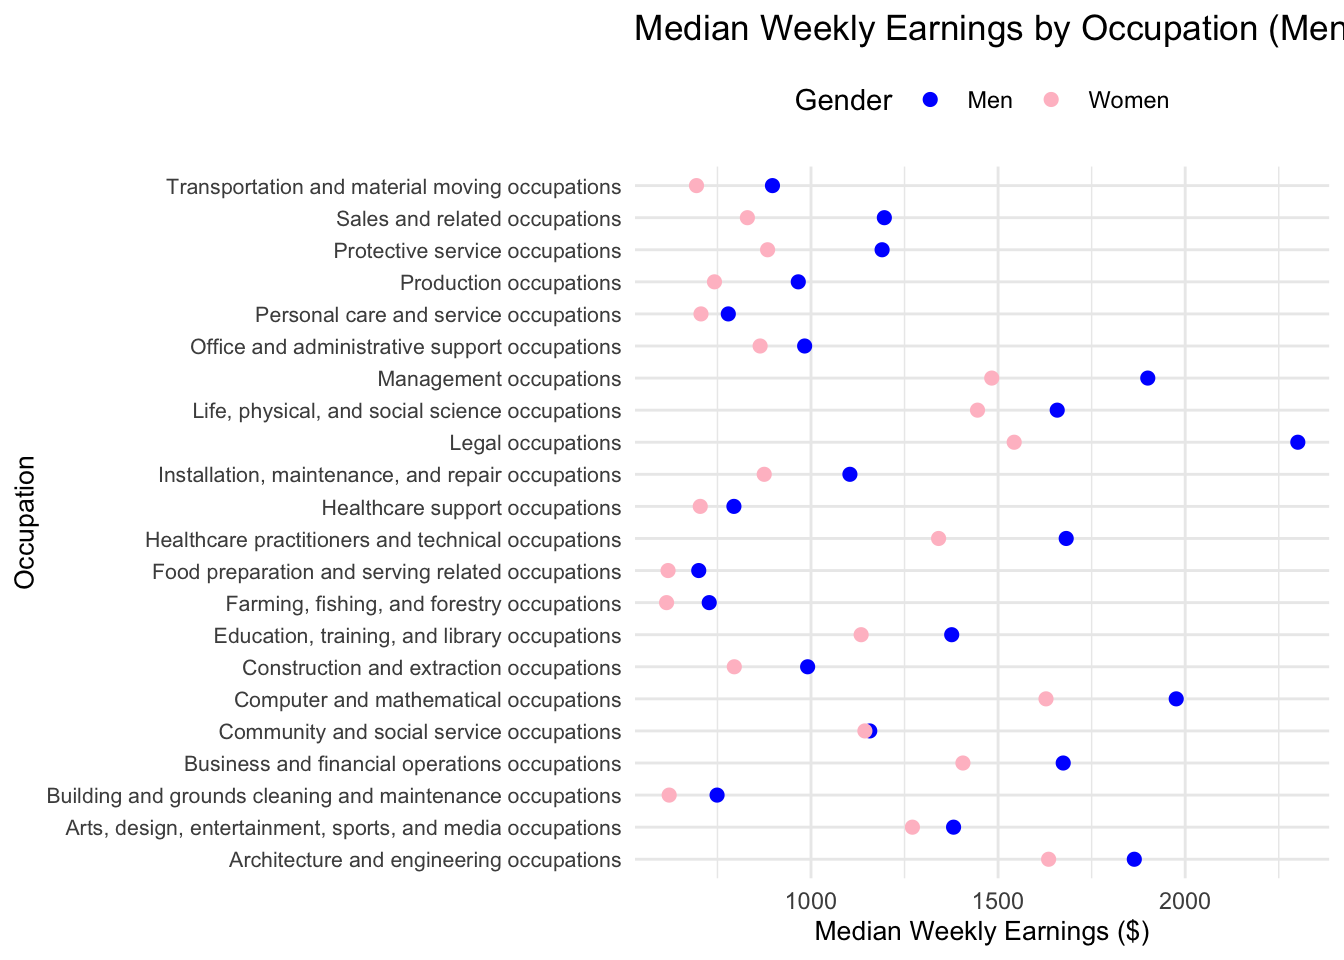 Median Weekly Earnings by Occupation (Men
Gender Men Women
Transportation and material moving occupations
Sales and related occupations
Protective service occupations
Production occupations
Personal care and service occupations
Office and administrative support occupations
Management occupations
Life, physical, and social science occupations
Legal occupations
Installation, maintenance, and repair occupations
Healthcare support occupations
Healthcare practitioners and technical occupations
Food preparation and serving related occupations
Farming, fishing, and forestry occupations
Education, training, and library occupations
Construction and extraction occupations
Computer and mathematical occupations
Community and social service occupations
Business and financial operations occupations
Building and grounds cleaning and maintenance occupations
Arts, design, entertainment, sports, and media occupations
Architecture and engineering occupations
Occupation
1000 1500 2000
Median Weekly Earnings ($)